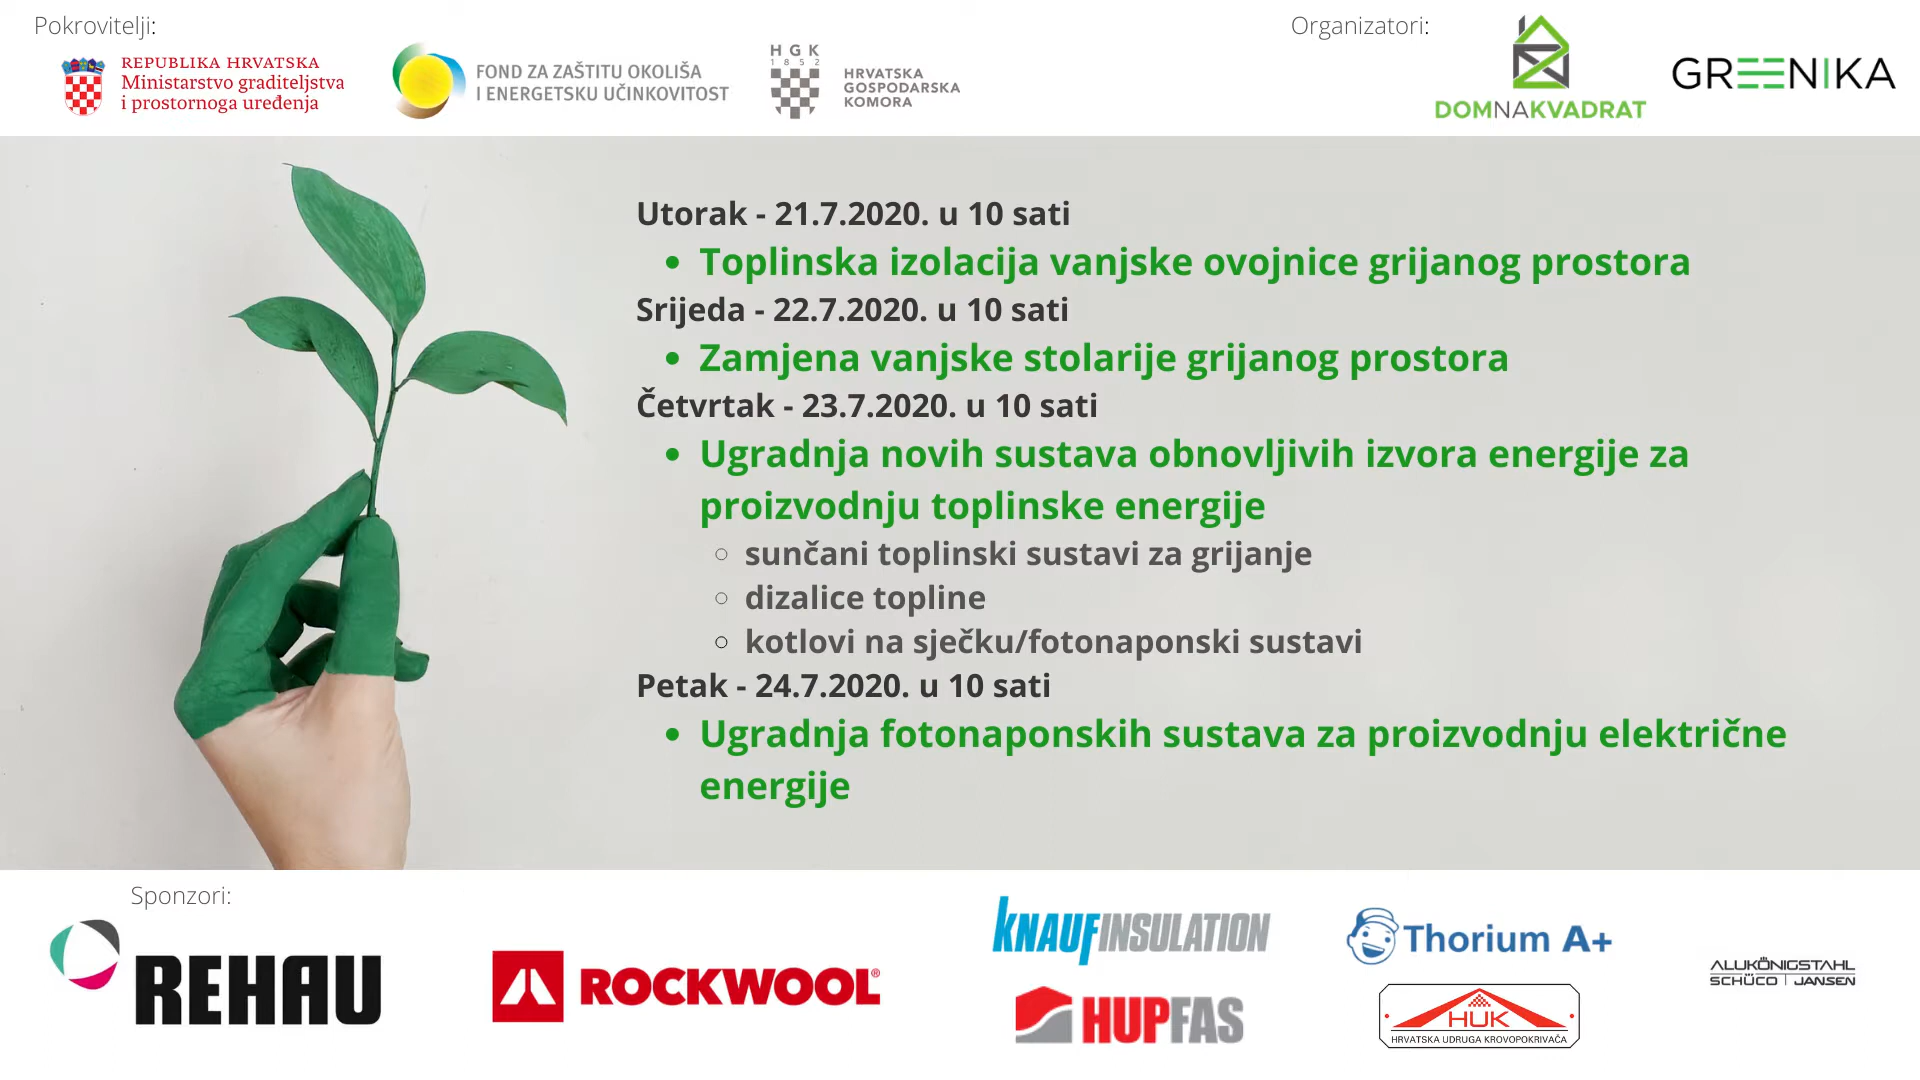 Pokrovitelji:
REPUBLIKA HRVATSKA
Ministarstvo graditeljstva
i prostornoga uređenja
FOND ZA ZAŠTITU OKOLIŠA
I ENERGETSKU UČINKOVITOST
HGK
1852
HRVATSKA
GOSPODARSKA
KOMORA
Organizatori:
DOMNAKVADRAT
GREENIKA
Utorak - 21.7.2020. u 10 sati
• Toplinska izolacija vanjske ovojnice grijanog prostora
Srijeda - 22.7.2020. u 10 sati
• Zamjena vanjske stolarije grijanog prostora
Četvrtak - 23.7.2020. u 10 sati
• Ugradnja novih sustava obnovljivih izvora energije za
proizvodnju toplinske energije
○ sunčani toplinski sustavi za grijanje
○ dizalice topline
○ kotlovi na sječku/fotonaponski sustavi
Petak - 24.7.2020. u 10 sati
• Ugradnja fotonaponskih sustava za proizvodnju električne
energije
Sponzori:
REHAU
ROCKWOOL®
KNAUFINSULATION
HUPFAS
Thorium A+
HUK
HRVATSKA UDRUGA KROVOPOKRIVAČA
ALUKÖNIGSTAHL
SCHÜCO | JANSEN